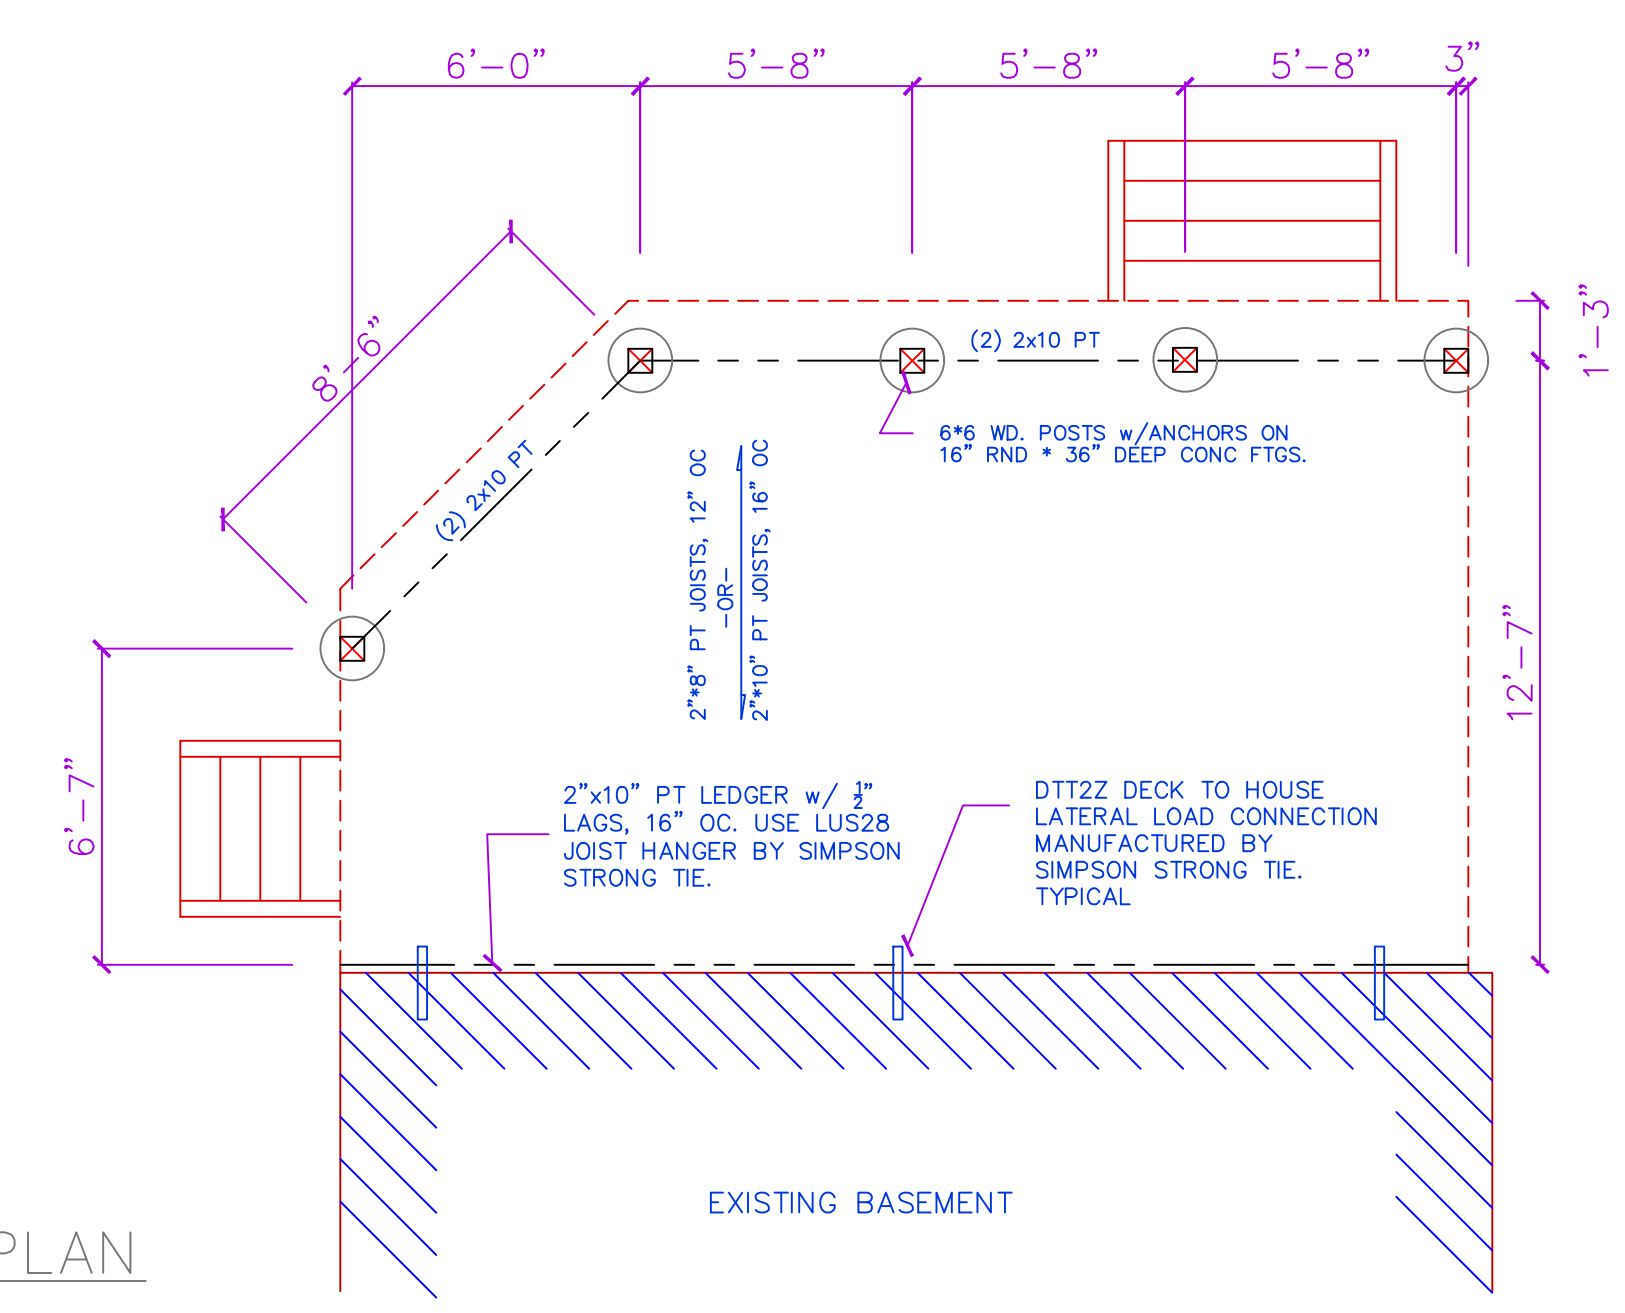 6'-0"
5'-8"
5'-8"
5'-8"
3"
8'-6"
1'-3"
(2) 2x10 PT
(2) 2x10 PT
6*6 WD. POSTS w/ANCHORS ON
16" RND * 36" DEEP CONC FTGS.
2"*8" PT JOISTS, 12" OC
-OR-
2"*10" PT JOISTS, 16" OC
12'-7"
6'-7"
2"x10" PT LEDGER w/ ½"
LAGS, 16" OC. USE LUS28
JOIST HANGER BY SIMPSON
STRONG TIE.
DTT2Z DECK TO HOUSE
LATERAL LOAD CONNECTION
MANUFACTURED BY
SIMPSON STRONG TIE.
TYPICAL
EXISTING BASEMENT
PLAN